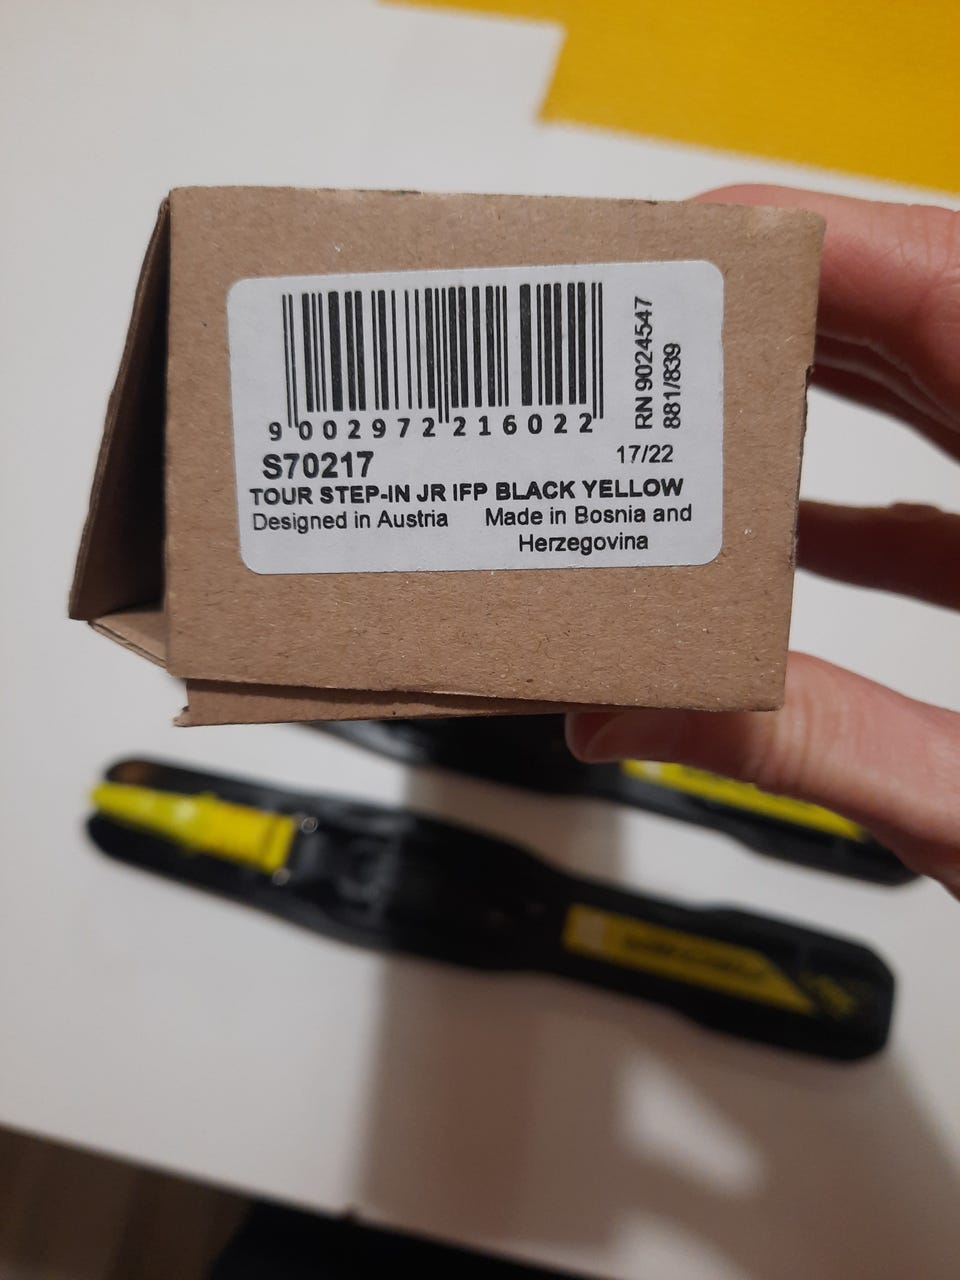 9 002972 216022
RN 9024547
881/839
S70217
17/22
TOUR STEP-IN JR IFP BLACK YELLOW
Designed in Austria
Made in Bosnia and
Herzegovina